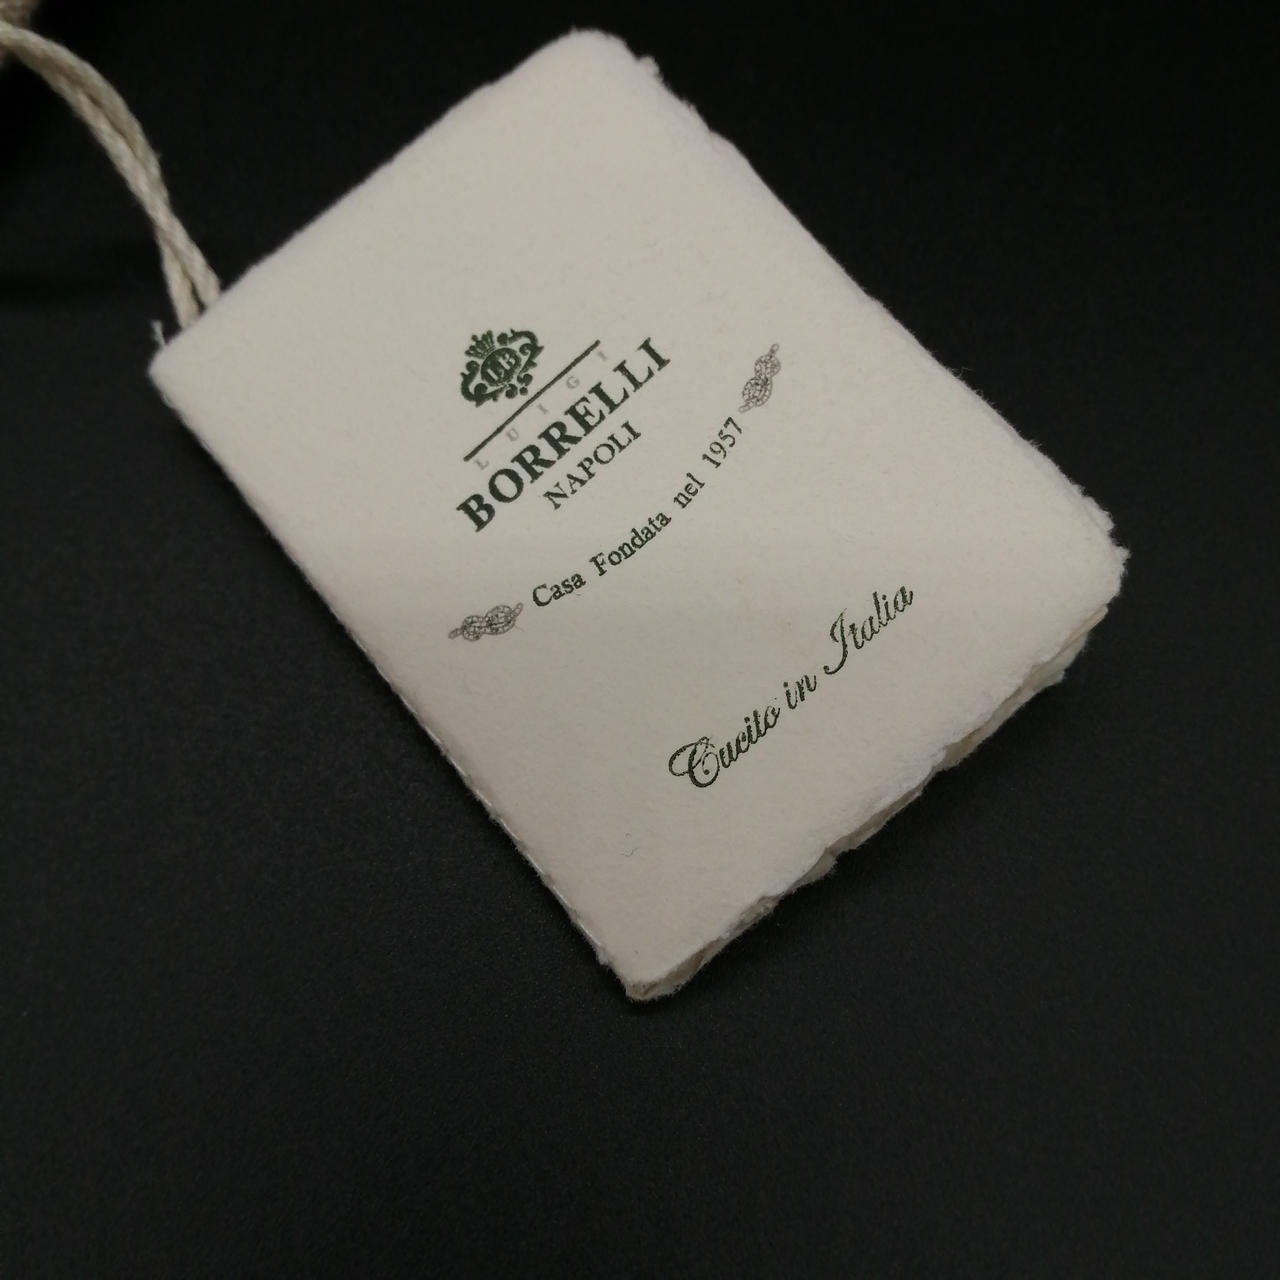 LB
LUIGI
BORRELLI
NAPOLI
Casa Fondata nel 1957
Cucito in Italia